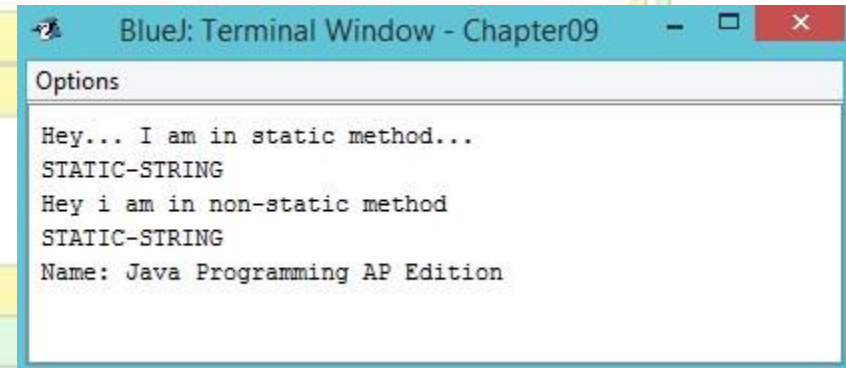 BlueJ: Terminal Window - Chapter09
Options
Hey... I am in static method...
STATIC-STRING
Hey i am in non-static method
STATIC-STRING
Name: Java Programming AP Edition